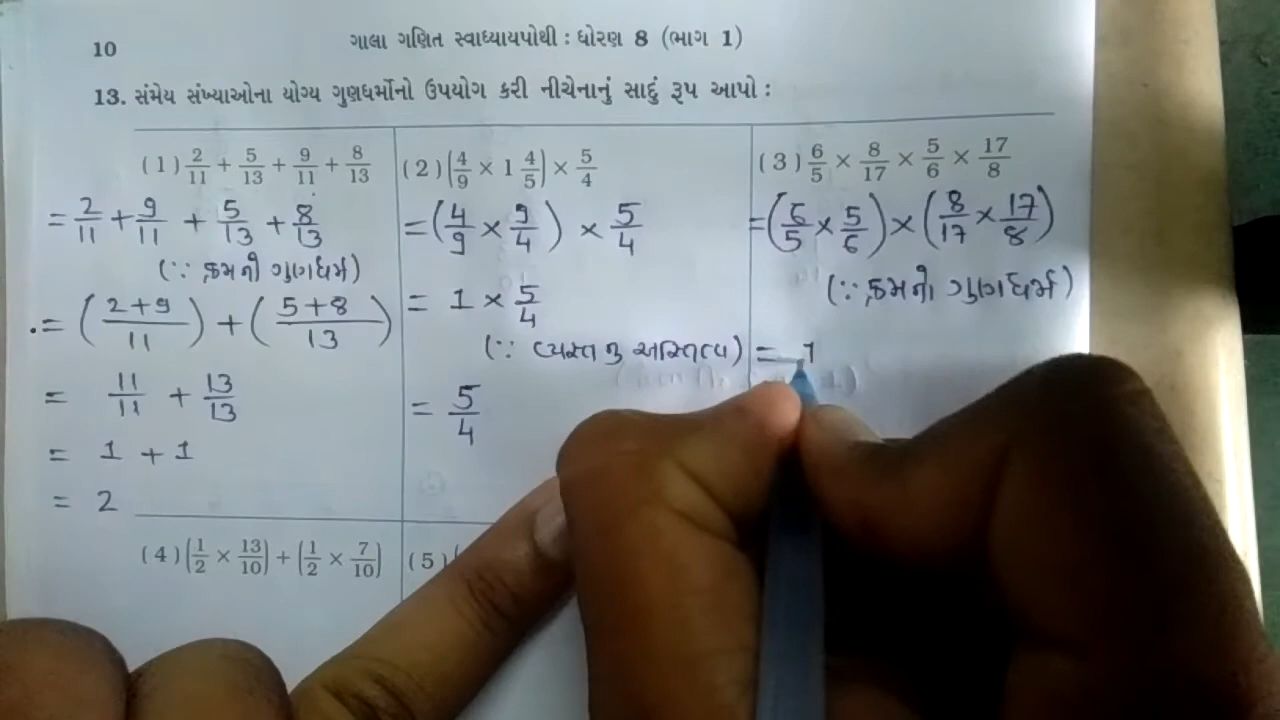 10
ગાલા ગણિત સ્વાધ્યાયપોથી : ધોરણ 8 (ભાગ 1)
13. સંમેય સંખ્યાઓના યોગ્ય ગુણધર્મોનો ઉપયોગ કરી નીચેનાનું સાદું રૂપ આપો :
(1) 2/11 + 5/13 + 9/11 + 8/13
= 2/11 + 9/11 + 5/13 + 8/13
(∵ ક્રમનો ગુણધર્મ)
= (2+9/11) + (5+8/13)
= 11/11 + 13/13
= 1 + 1
= 2
(2) (4/9 × 1 4/5) × 5/4
= (4/9 × 9/4) × 5/4
= 1 × 5/4
(∵ વ્યસ્તનુ અસ્તિત્વ)
= 5/4
(3) 6/5 × 8/17 × 5/6 × 17/8
= (6/5 × 5/6) × (8/17 × 17/8)
(∵ ક્રમનો ગુણધર્મ)
= 1
(4) (1/2 × 13/10) + (1/2 × 7/10)
(5) (